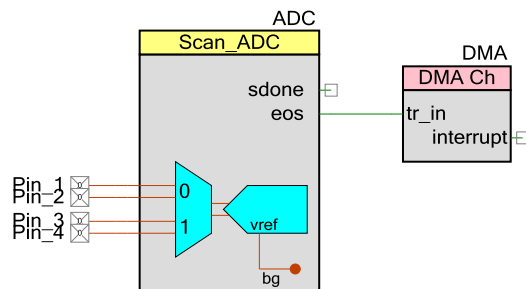 ADC
Scan_ADC
sdone
eos
DMA
DMA Ch
tr_in
interrupt
Pin_1
Pin_2
Pin_3
Pin_4
0
1
vref
bg